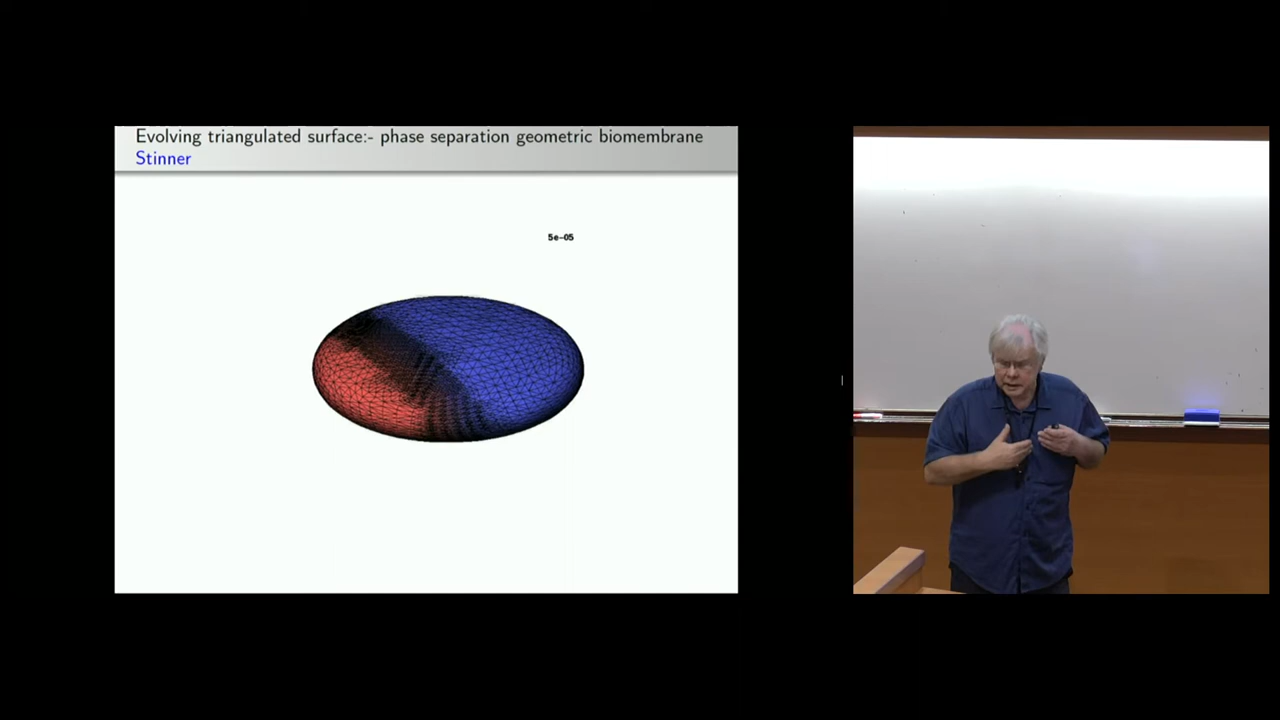 Evolving triangulated surface:- phase separation geometric biomembrane
Stinner
5e-05